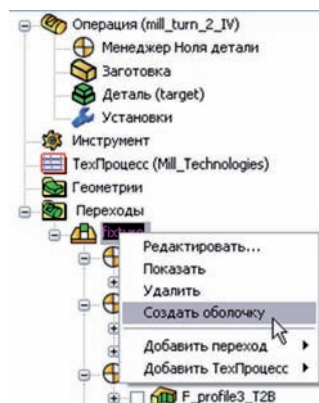 Операция (mill_turn_2_IV)
Менеджер Ноля детали
Заготовка
Деталь (target)
Установки
Инструмент
ТехПроцесс (Mill_Technologies)
Геометрии
Переходы
fixture
Редактировать...
Показать
Удалить
Создать оболочку
Добавить переход
Добавить ТехПроцесс
F_profile3_T2B